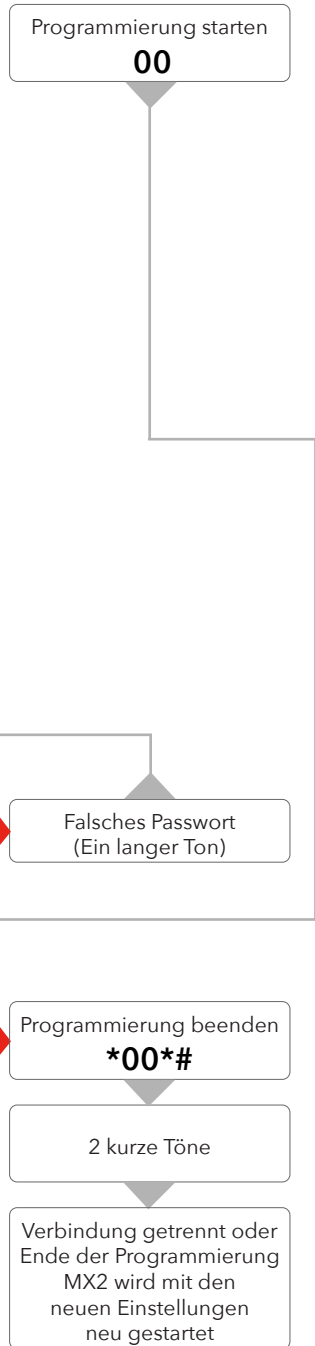 Programmierung starten
00
Falsches Passwort
(Ein langer Ton)
Programmierung beenden
*00*#
2 kurze Töne
Verbindung getrennt oder
Ende der Programmierung
MX2 wird mit den
neuen Einstellungen
neu gestartet